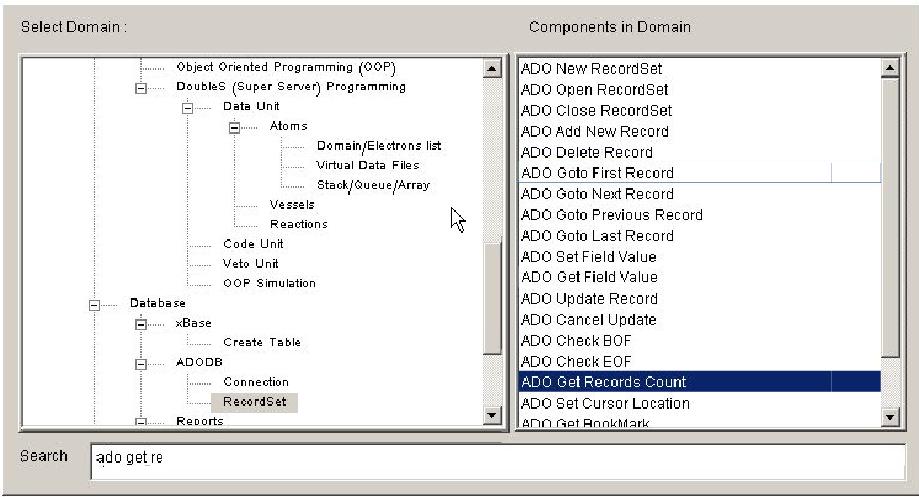 Select Domain :
Components in Domain
Object Oriented Programming (OOP)
DoubleS (Super Server) Programming
Data Unit
Atoms
Domain/Electrons list
Virtual Data Files
Stack/Queue/Array
Vessels
Reactions
Code Unit
Veto Unit
OOP Simulation
Database
xBase
Create Table
ADODB
Connection
RecordSet
Reports
ADO New RecordSet
ADO Open RecordSet
ADO Close RecordSet
ADO Add New Record
ADO Delete Record
ADO Goto First Record
ADO Goto Next Record
ADO Goto Previous Record
ADO Goto Last Record
ADO Set Field Value
ADO Get Field Value
ADO Update Record
ADO Cancel Update
ADO Check BOF
ADO Check EOF
ADO Get Records Count
ADO Set Cursor Location
ADO Get BookMark
Search
ado get re